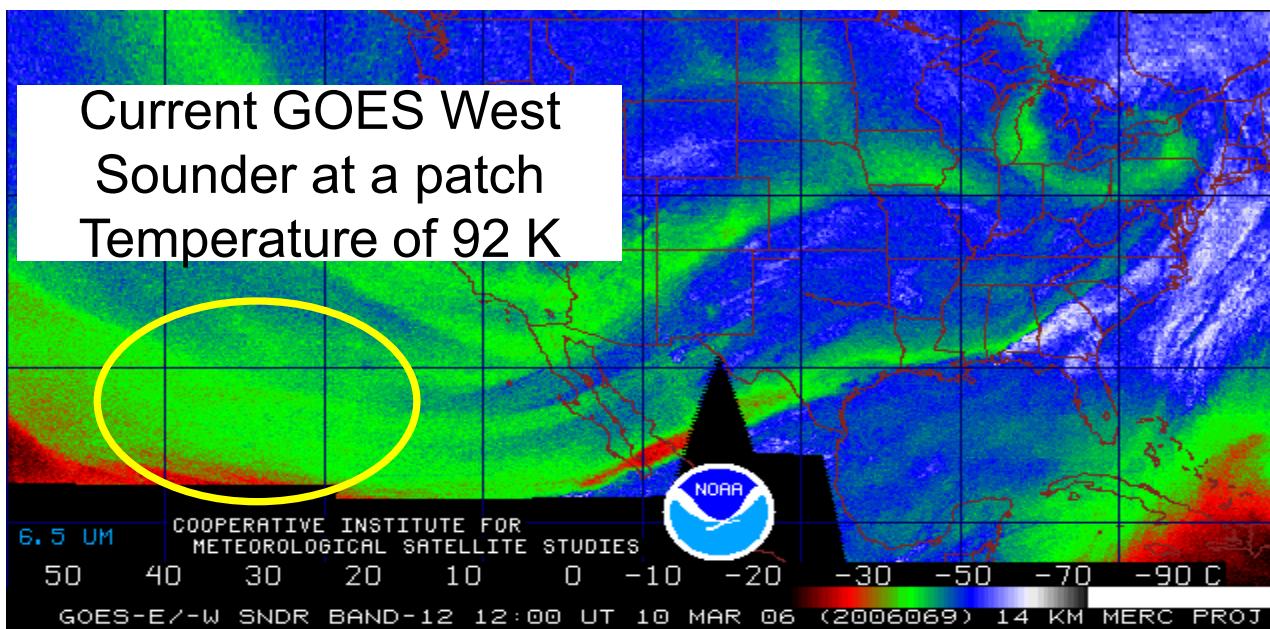 Current GOES West
Sounder at a patch
Temperature of 92 K
NOAA
6.5 UM
COOPERATIVE INSTITUTE FOR
METEOROLOGICAL SATELLITE STUDIES
50 40 30 20 10 0 -10 -20 -30 -50 -70 -90 C
GOES-E/-W SNDR BAND-12 12:00 UT 10 MAR 06 (2006069) 14 KM MERC PROJ